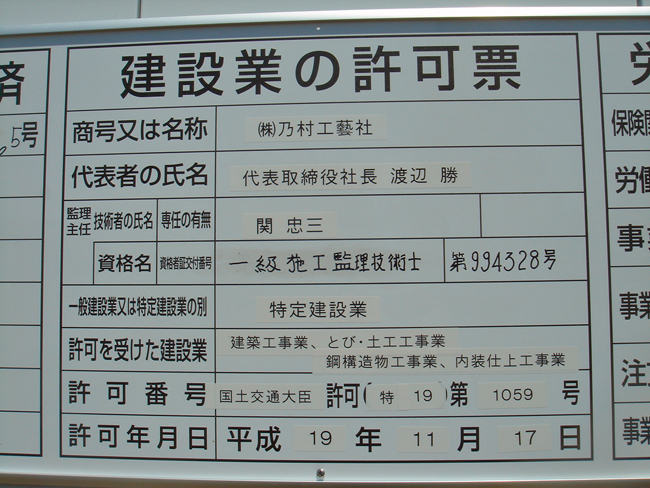 建設業の許可票
商号又は名称 ㈱乃村工藝社
代表者の氏名 代表取締役社長 渡辺 勝
監理
主任 技術者の氏名 専任の有無 関 忠三
資格名 資格者証交付番号 一級施工監理技術士 第994328号
一般建設業又は特定建設業の別 特定建設業
許可を受けた建設業 建築工事業、とび・土工工事業
鋼構造物工事業、内装仕上工事業
許可番号 国土交通大臣 許可(特 19)第 1059 号
許可年月日 平成 19 年 11 月 17 日
済
5号
労
保険関
労働
事業
事業
注文
事業